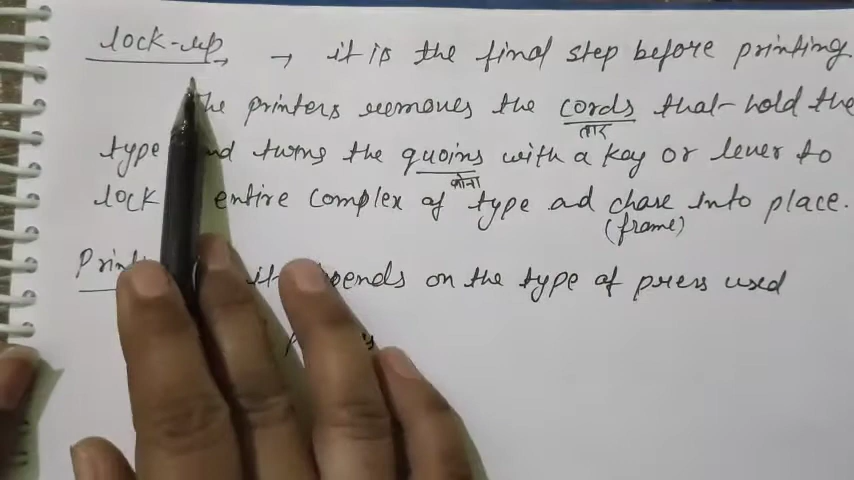 lock-up → it is the final step before printing
The printers removes the cords that hold the
तार
type and turns the quoins with a key or lever to
कोना
lock entire complex of type ad chase into place.
(frame)
it depends on the type of press used